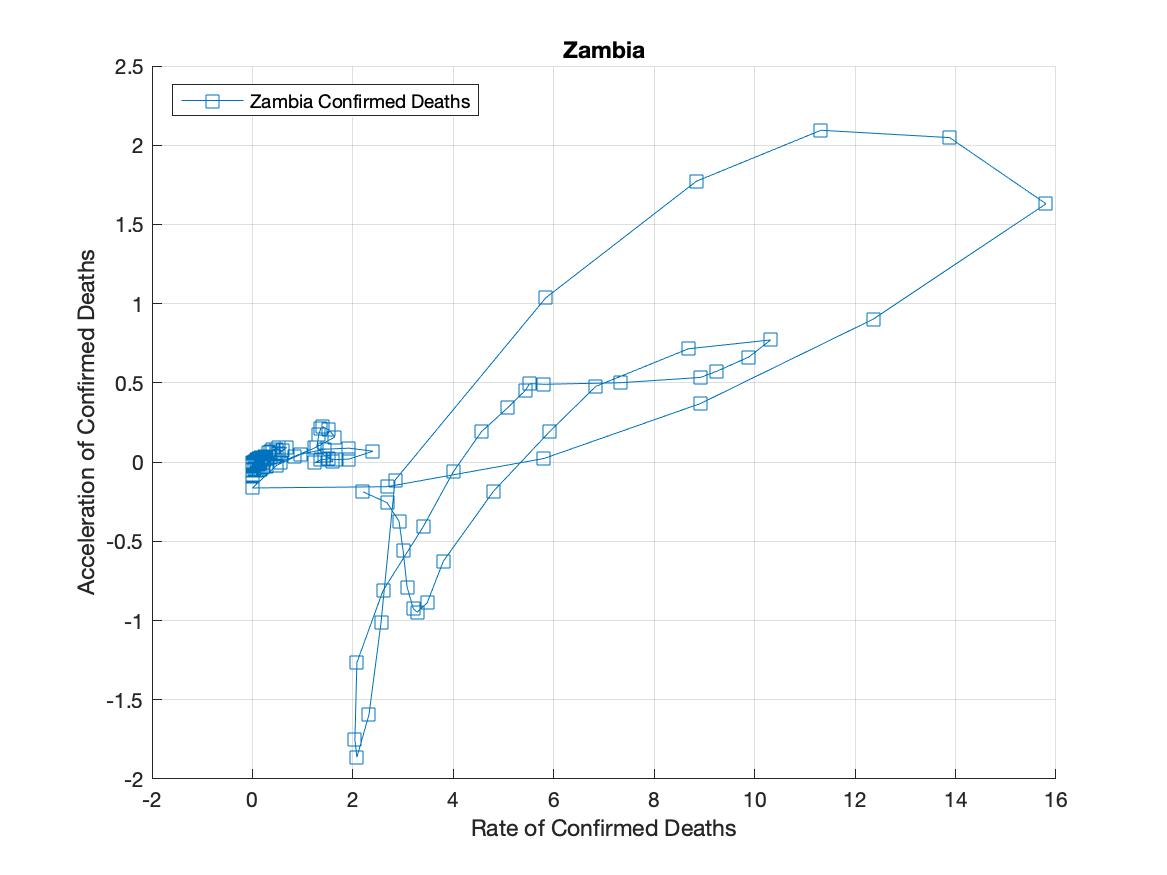 Zambia
Zambia Confirmed Deaths
Acceleration of Confirmed Deaths
2.5
2
1.5
1
0.5
0
-0.5
-1
-1.5
-2
-2 0 2 4 6 8 10 12 14 16
Rate of Confirmed Deaths